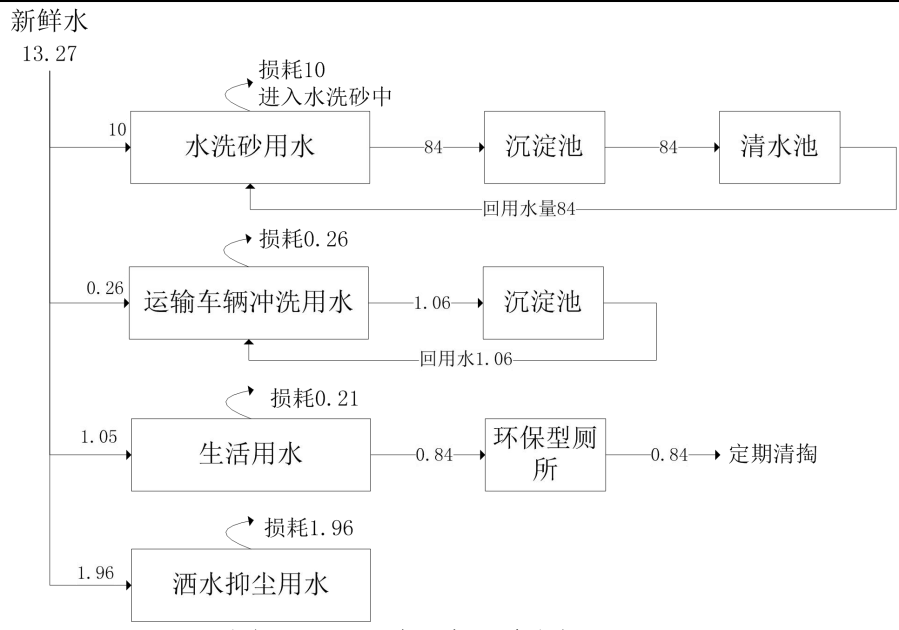 新鲜水
13.27
损耗10
进入水洗砂中
10
水洗砂用水
84
沉淀池
84
清水池
回用水量84
损耗0.26
0.26
运输车辆冲洗用水
1.06
沉淀池
回用水1.06
损耗0.21
1.05
生活用水
0.84
环保型厕
所
0.84
定期清掏
损耗1.96
1.96
洒水抑尘用水